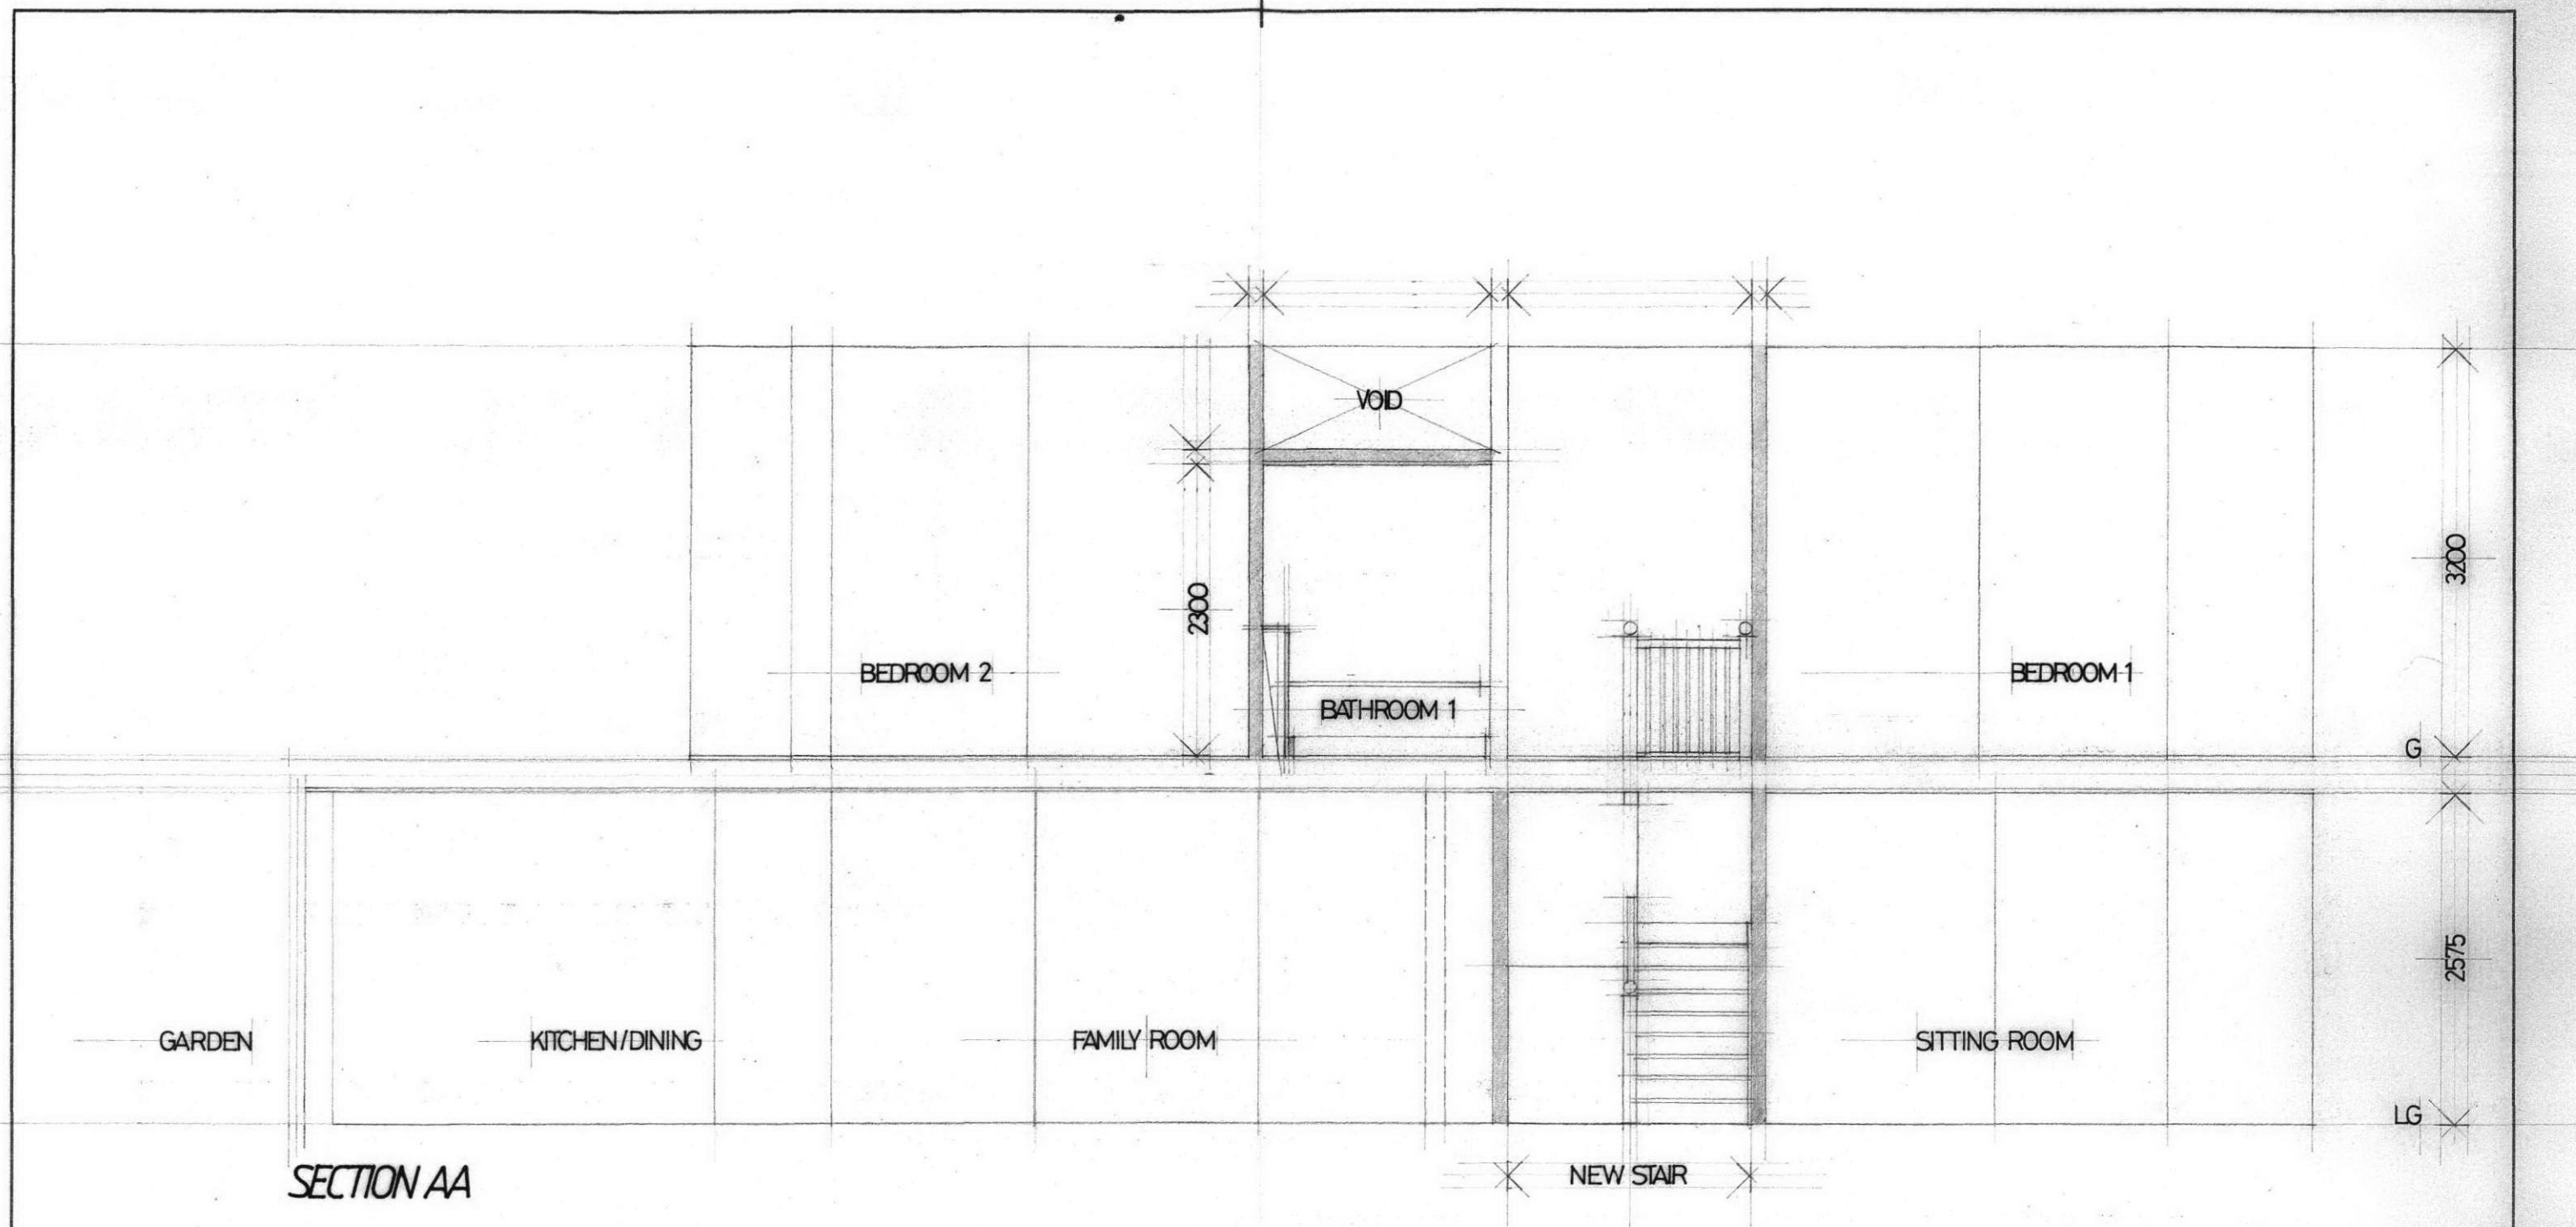 VOID
2300
3200
BEDROOM 2
BEDROOM 1
BATHROOM 1
G
2575
GARDEN
KITCHEN/DINING
FAMILY ROOM
SITTING ROOM
LG
NEW STAIR
SECTION AA